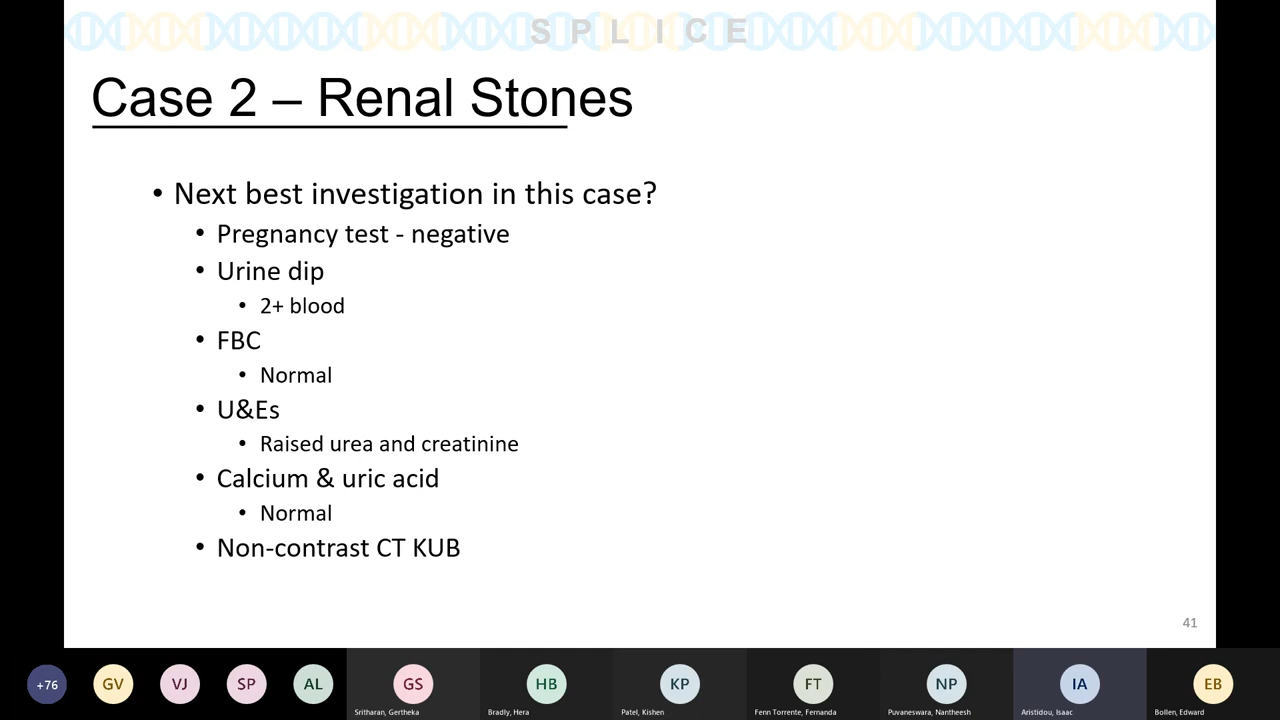 S P L I C E
Case 2 – Renal Stones
• Next best investigation in this case?
• Pregnancy test - negative
• Urine dip
• 2+ blood
• FBC
• Normal
• U&Es
• Raised urea and creatinine
• Calcium & uric acid
• Normal
• Non-contrast CT KUB
41
+76 GV VJ SP AL GS HB KP FT NP IA EB
Sritharan, Gertheka Bradly, Hera Patel, Kishen Fenn Torrente, Fernanda Puvaneswara, Nantheesh Aristidou, Isaac Bollen, Edward